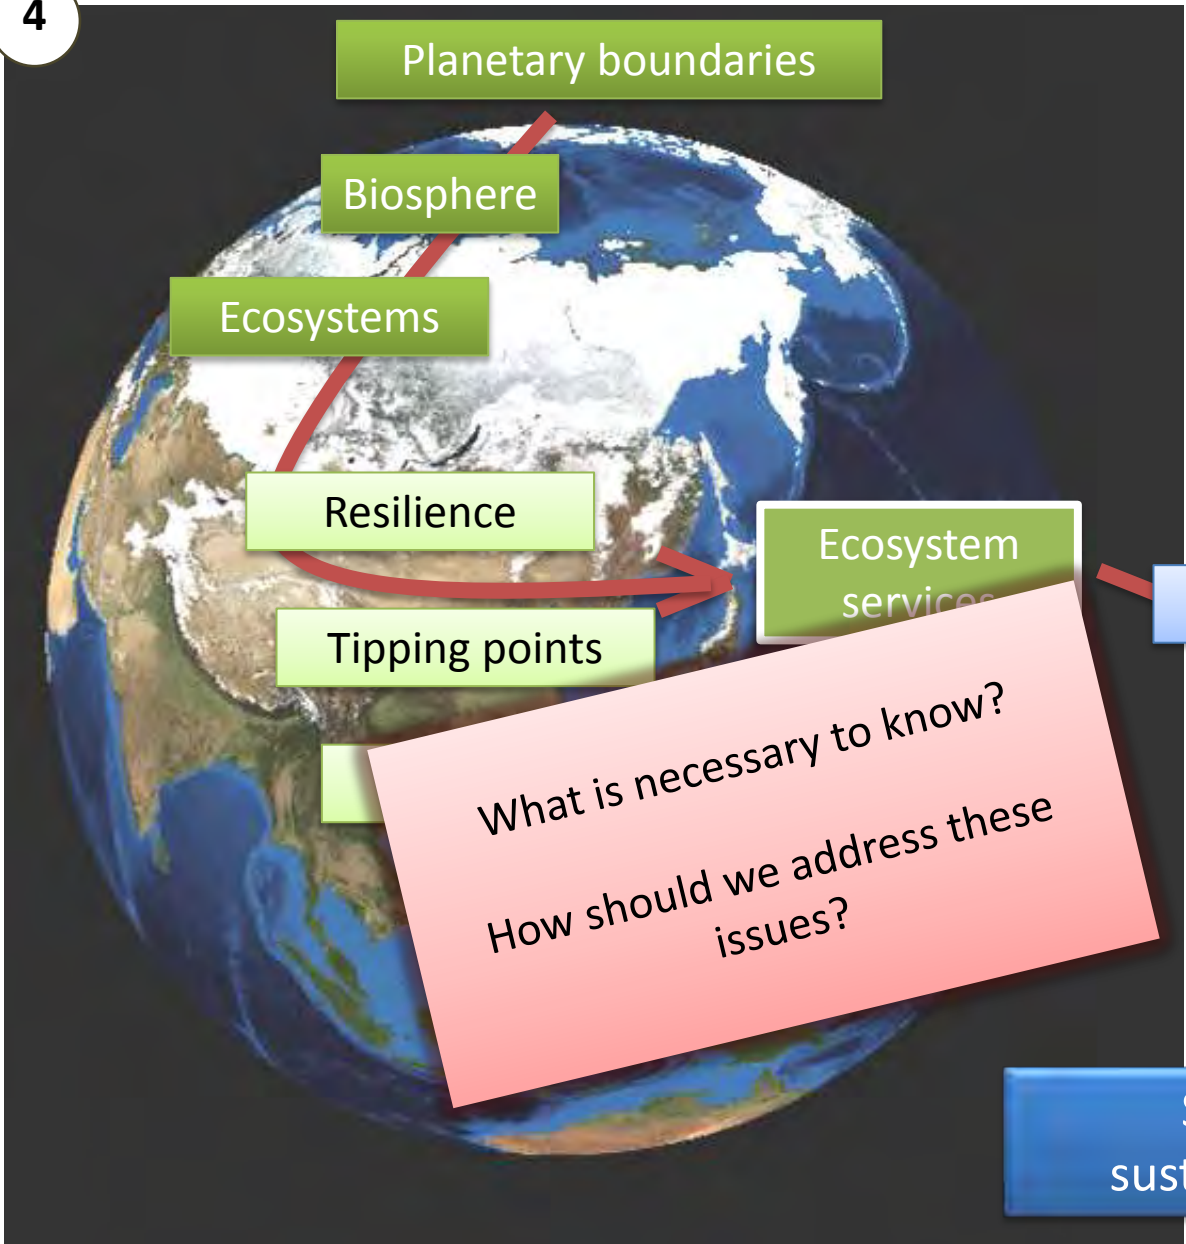 4
Planetary boundaries
Biosphere
Ecosystems
Resilience
Ecosystem
services
Tipping points
What is necessary to know?
How should we address these
issues?